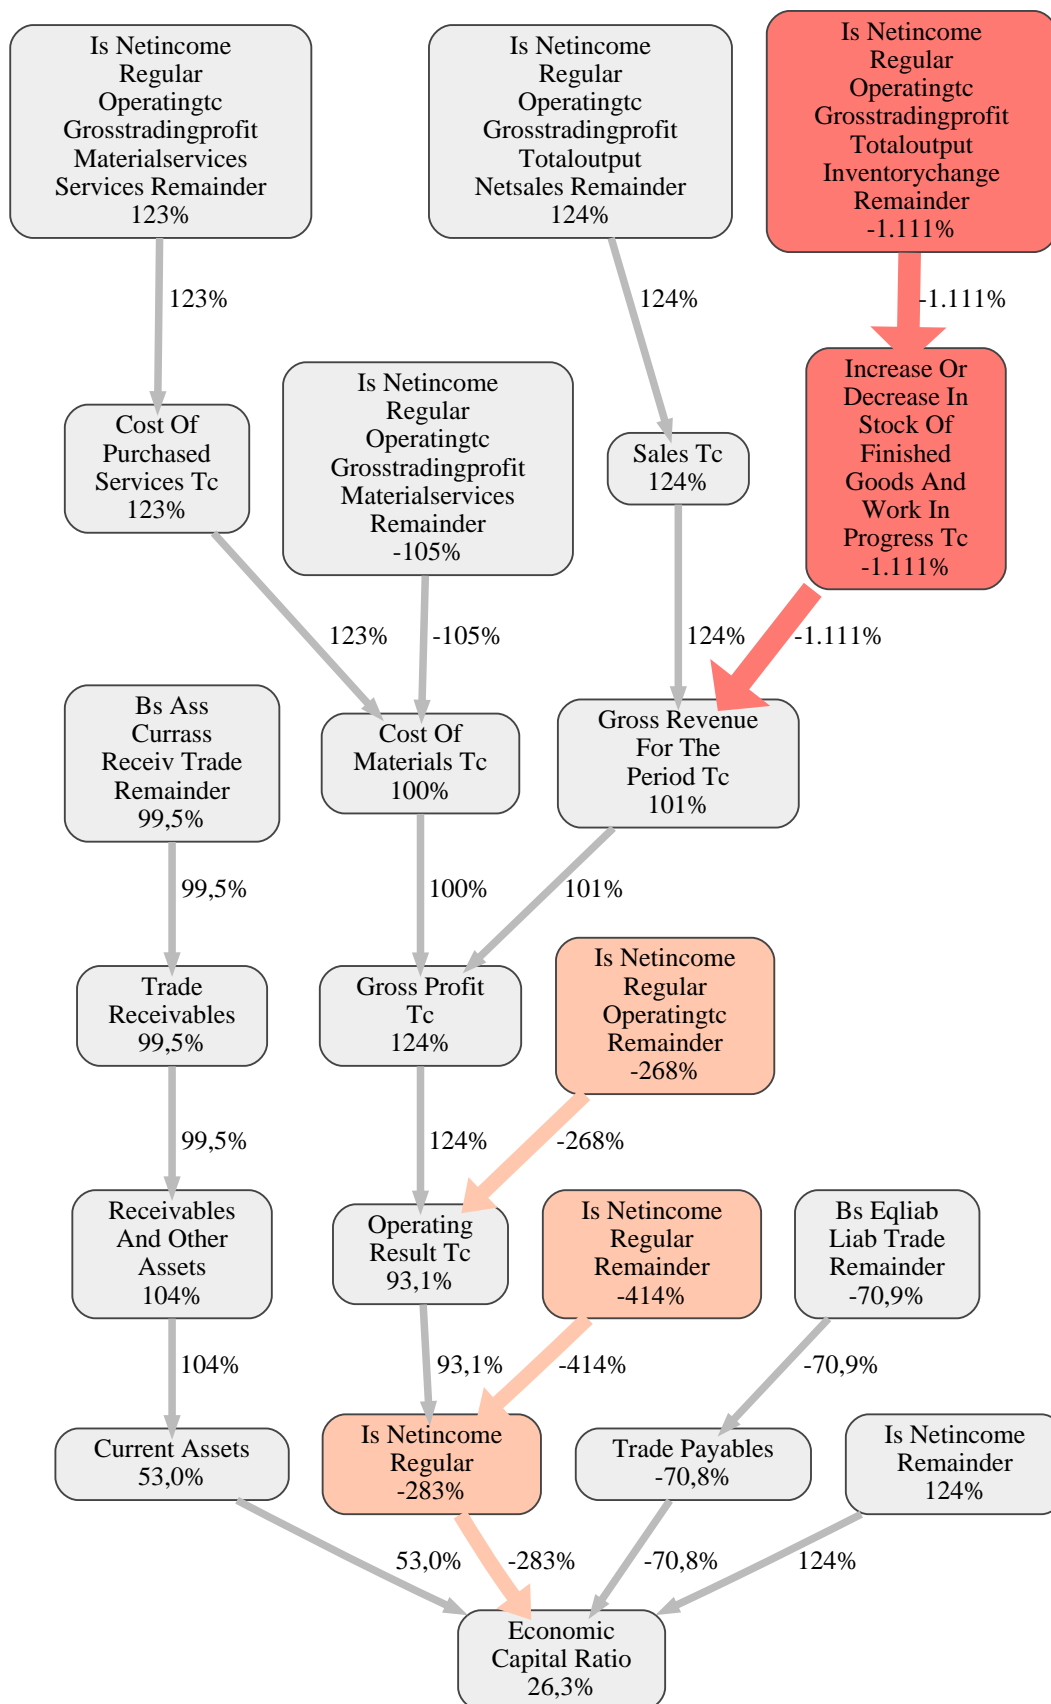 Is Netincome
Regular
Operatingtc
Grosstradingprofit
Materialservices
Services Remainder
123%
Is Netincome
Regular
Operatingtc
Grosstradingprofit
Totaloutput
Netsales Remainder
124%
Is Netincome
Regular
Operatingtc
Grosstradingprofit
Totaloutput
Inventorychange
Remainder
-1.111%
123%
124%
-1.111%
Cost Of
Purchased
Services Tc
123%
Is Netincome
Regular
Operatingtc
Grosstradingprofit
Materialservices
Remainder
-105%
Sales Tc
124%
Increase Or
Decrease In
Stock Of
Finished
Goods And
Work In
Progress Tc
-1.111%
123%
-105%
124%
-1.111%
Bs Ass
Currass
Receiv Trade
Remainder
99,5%
Cost Of
Materials Tc
100%
Gross Revenue
For The
Period Tc
101%
99,5%
100%
101%
Trade
Receivables
99,5%
Gross Profit
Tc
124%
Is Netincome
Regular
Operatingtc
Remainder
-268%
99,5%
124%
-268%
Receivables
And Other
Assets
104%
Operating
Result Tc
93,1%
Is Netincome
Regular
Remainder
-414%
Bs Eqliab
Liab Trade
Remainder
-70,9%
104%
93,1%
-414%
-70,9%
Current Assets
53,0%
Is Netincome
Regular
-283%
Trade Payables
-70,8%
Is Netincome
Remainder
124%
53,0%
-283%
-70,8%
124%
Economic
Capital Ratio
26,3%